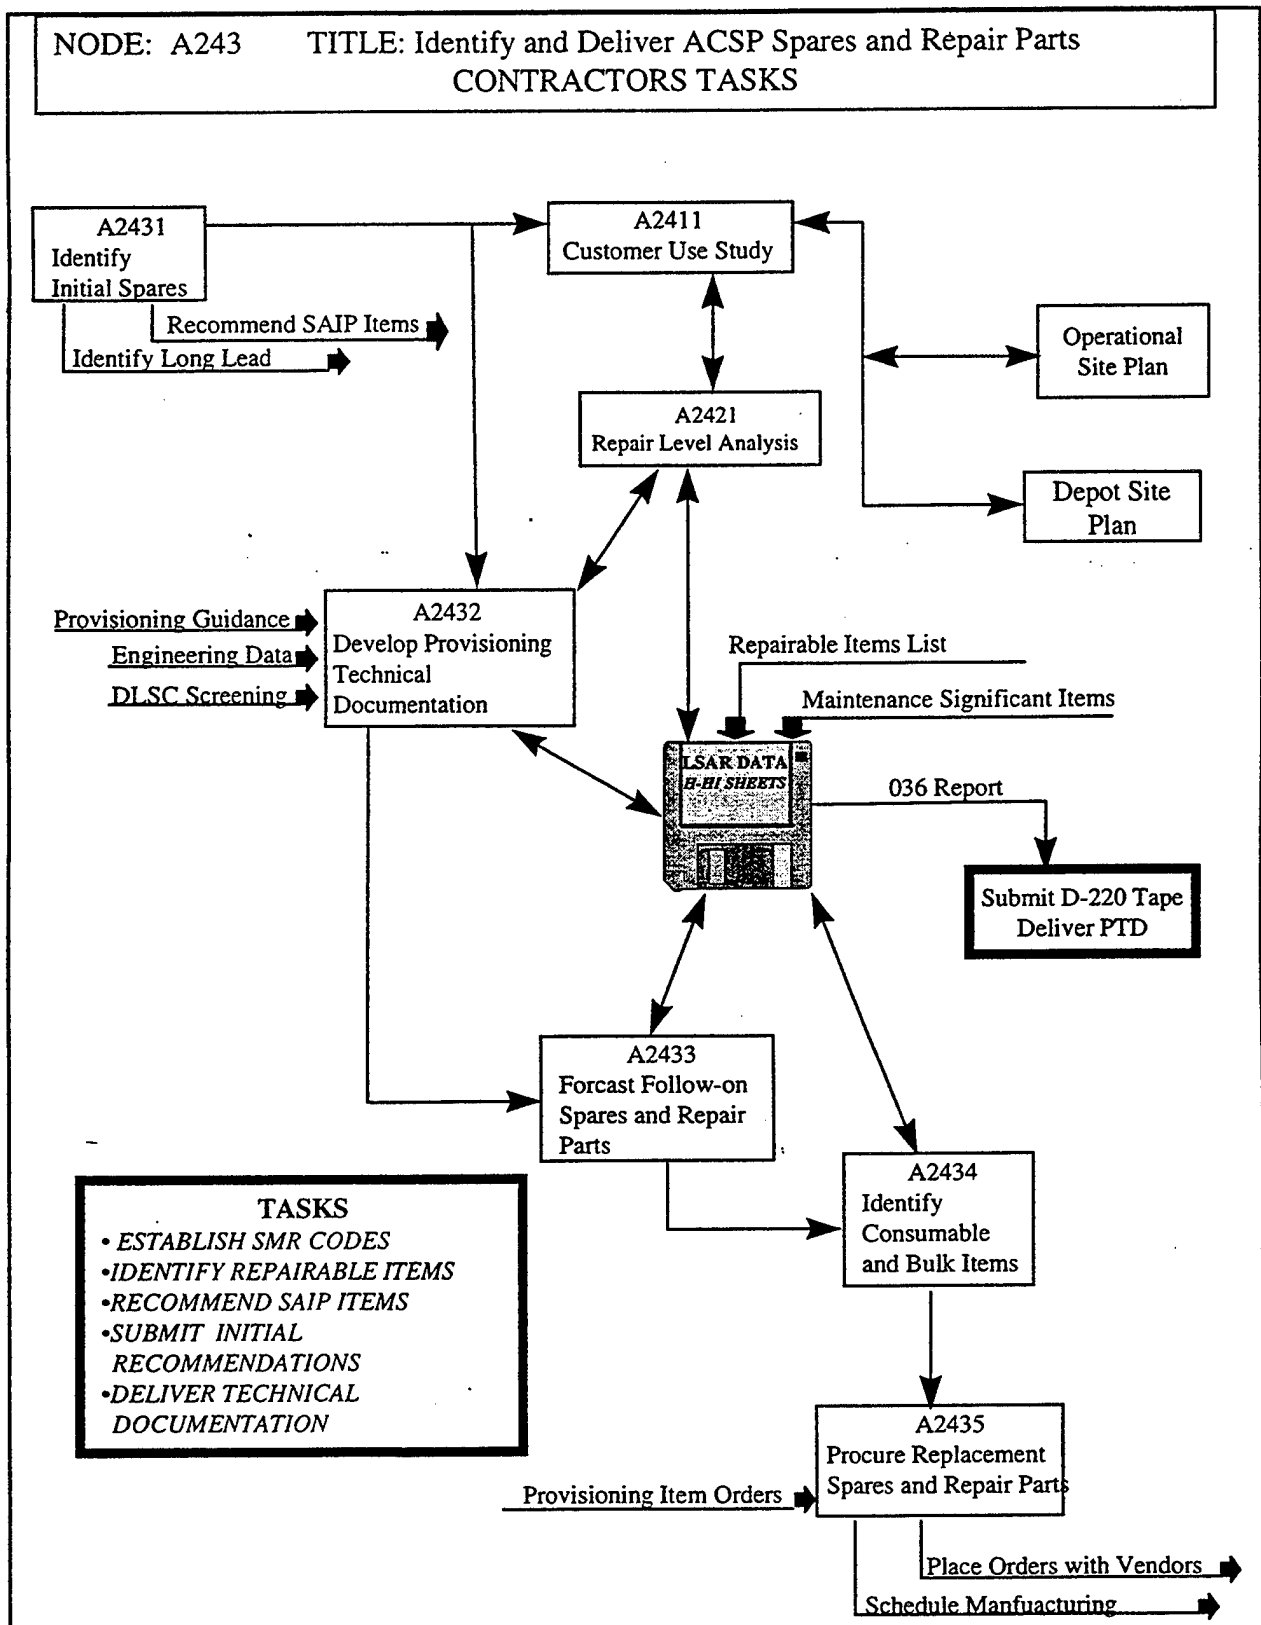 NODE: A243 TITLE: Identify and Deliver ACSP Spares and Repair Parts
CONTRACTORS TASKS
A2431
Identify
Initial Spares
Recommend SAIP Items
Identify Long Lead
A2411
Customer Use Study
Operational
Site Plan
A2421
Repair Level Analysis
Depot Site
Plan
Provisioning Guidance
Engineering Data
DLSC Screening
A2432
Develop Provisioning
Technical
Documentation
Repairable Items List
Maintenance Significant Items
LSAR DATA
H-HI SHEETS
036 Report
Submit D-220 Tape
Deliver PTD
A2433
Forcast Follow-on
Spares and Repair
Parts
A2434
Identify
Consumable
and Bulk Items
TASKS
• ESTABLISH SMR CODES
•IDENTIFY REPAIRABLE ITEMS
•RECOMMEND SAIP ITEMS
•SUBMIT INITIAL
RECOMMENDATIONS
•DELIVER TECHNICAL
DOCUMENTATION
A2435
Procure Replacement
Spares and Repair Parts
Provisioning Item Orders
Place Orders with Vendors
Schedule Manfuacturing